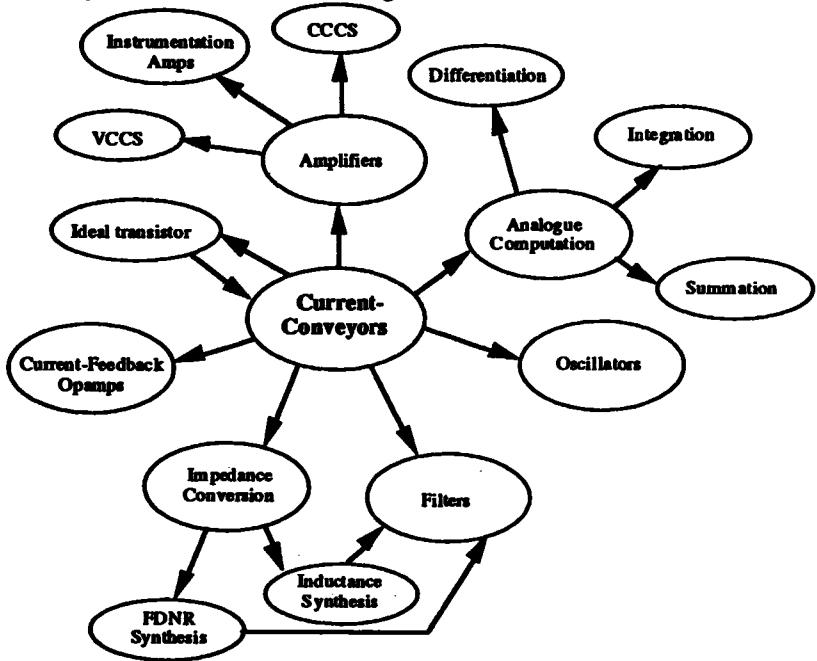 CCCS
Instrumentation
Amps
Differentiation
VCCS
Amplifiers
Integration
Ideal transistor
Analogue
Computation
Current-
Conveyors
Summation
Current-Feedback
Opamps
Oscillators
Impedance
Conversion
Filters
Inductance
Synthesis
FDNR
Synthesis